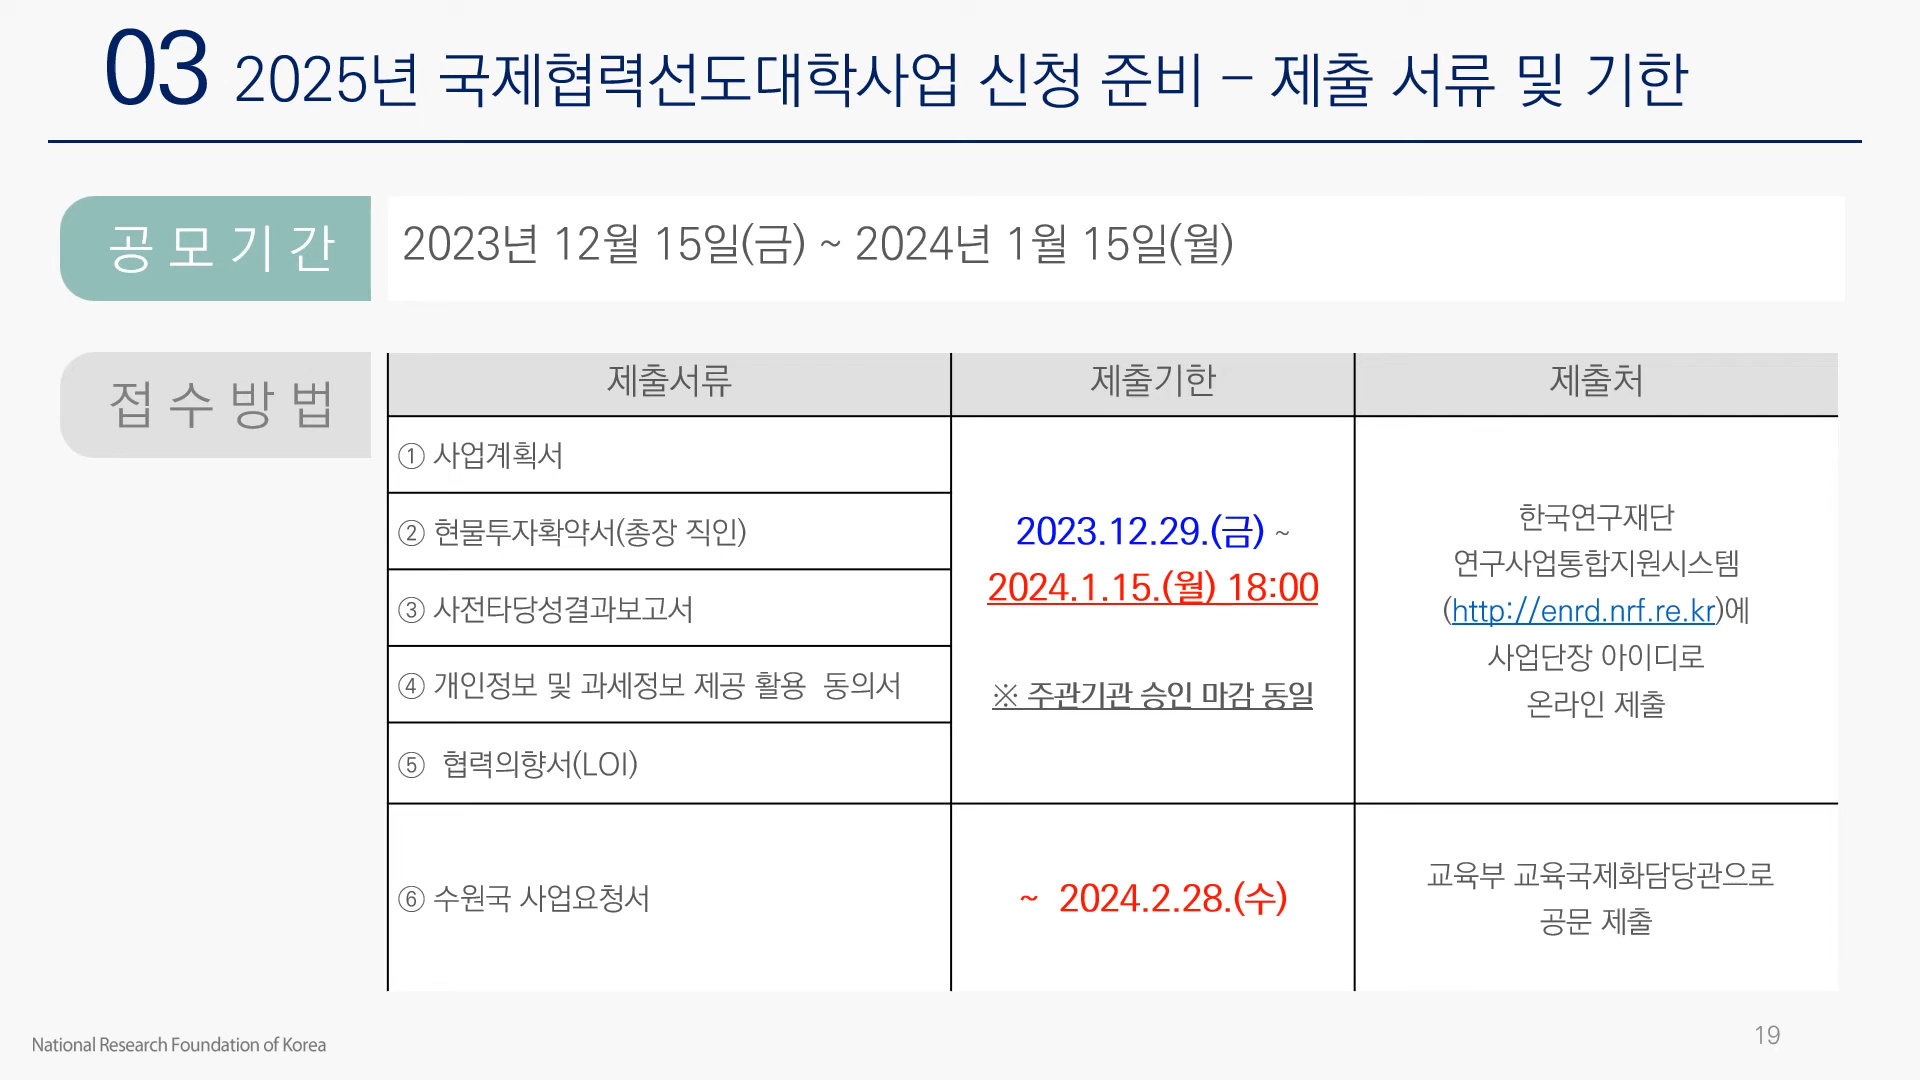 03 2025년 국제협력선도대학사업 신청 준비 – 제출 서류 및 기한
공 모 기 간
2023년 12월 15일(금) ~ 2024년 1월 15일(월)
접 수 방 법
제출서류
제출기한
제출처
① 사업계획서
② 현물투자확약서(총장 직인)
③ 사전타당성결과보고서
④ 개인정보 및 과세정보 제공 활용 동의서
⑤ 협력의향서(LOI)
2023.12.29.(금) ~
2024.1.15.(월) 18:00
※ 주관기관 승인 마감 동일
한국연구재단
연구사업통합지원시스템
(http://enrd.nrf.re.kr)에
사업단장 아이디로
온라인 제출
⑥ 수원국 사업요청서
~ 2024.2.28.(수)
교육부 교육국제화담당관으로
공문 제출
National Research Foundation of Korea
19